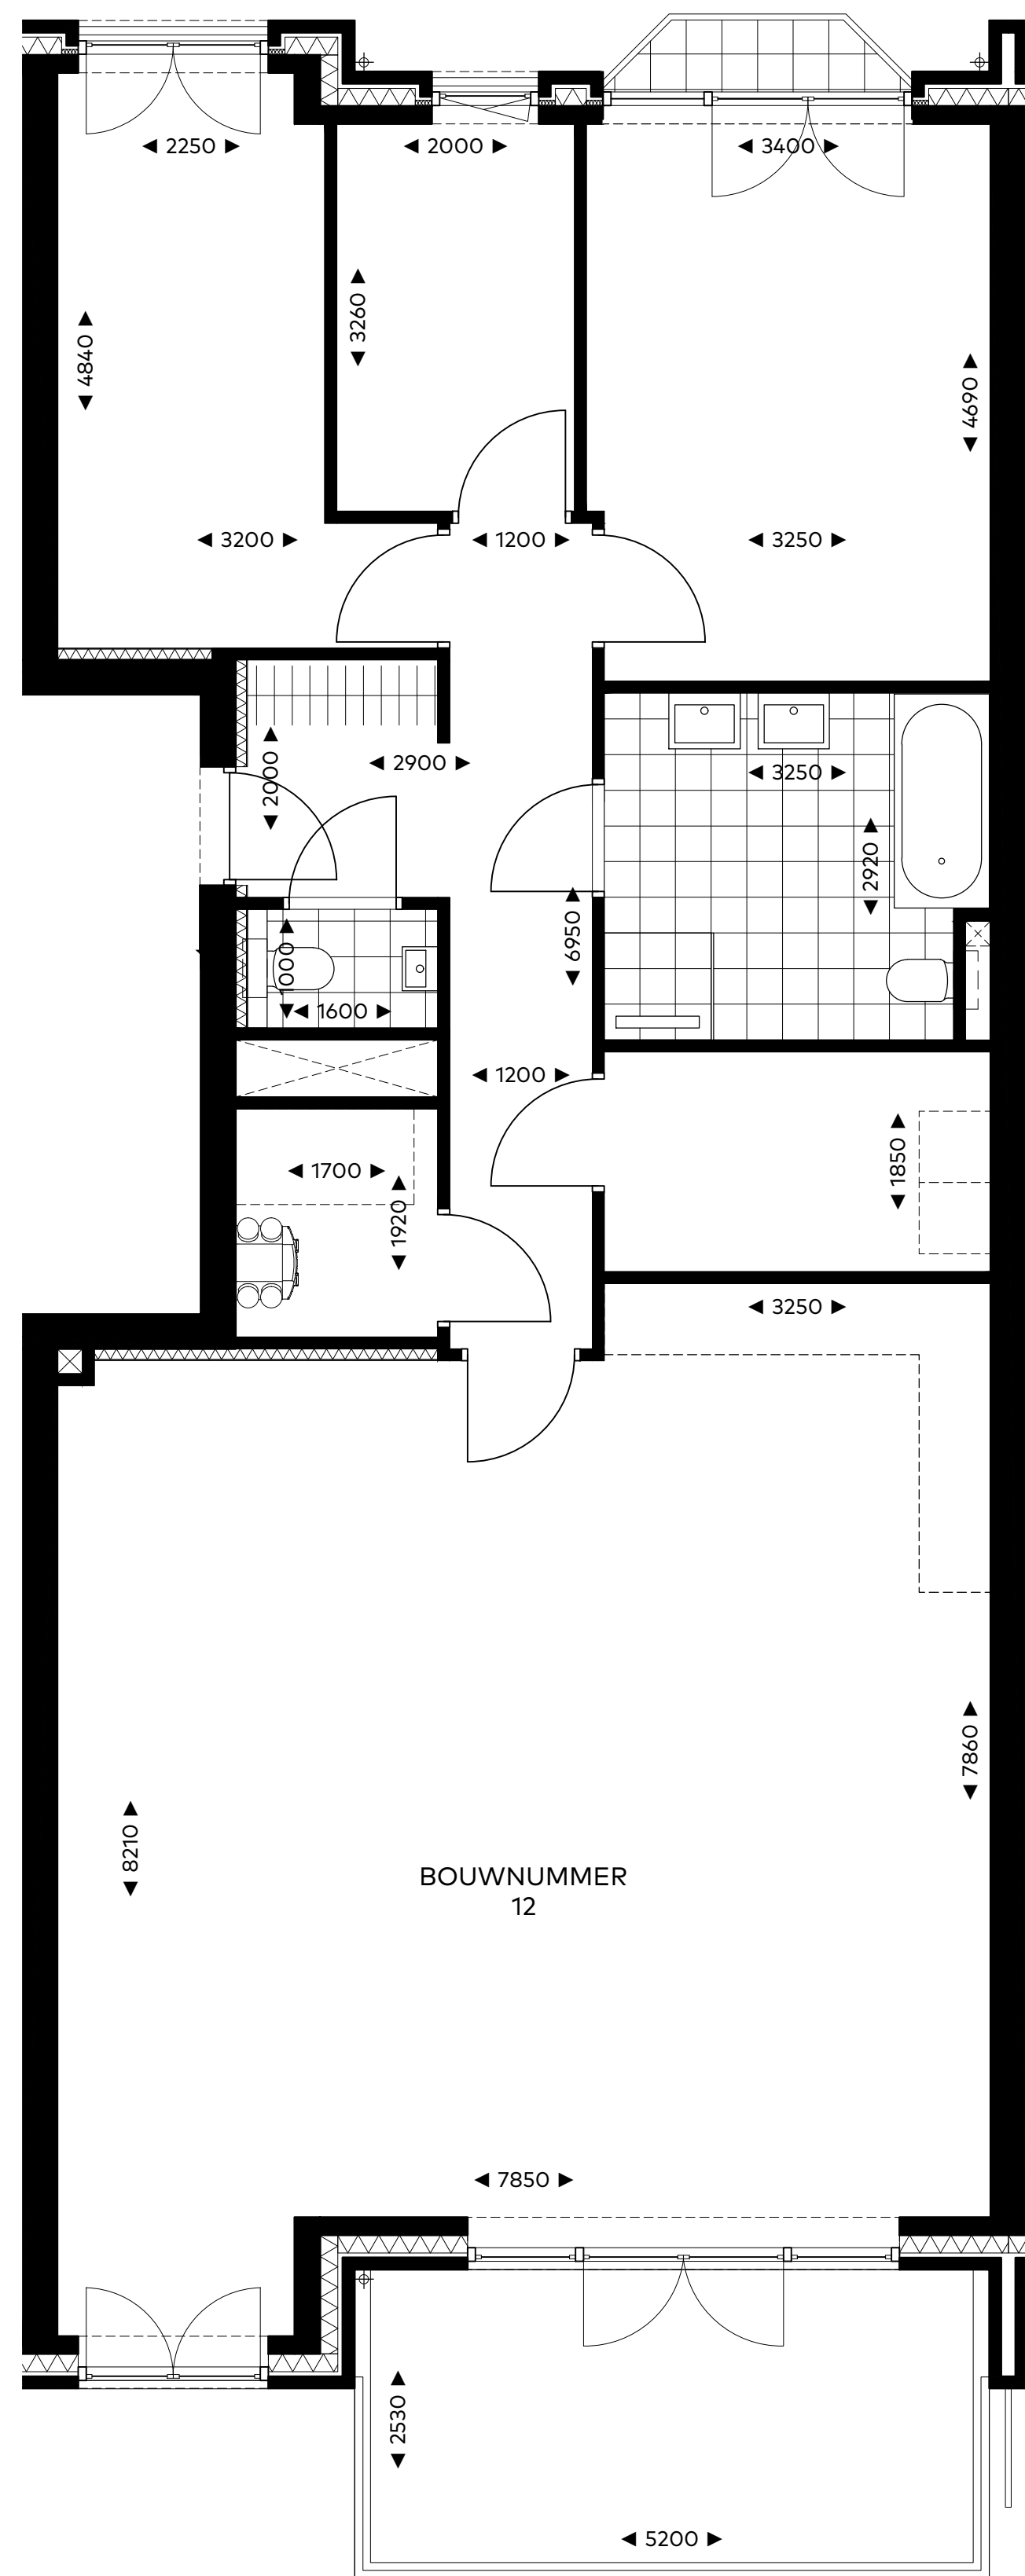 ◄ 2250 ►
◄ 2000 ►
◄ 3400 ►
◄ 3260 ►
◄ 4840 ►
◄ 4690 ►
◄ 3200 ►
◄ 1200 ►
◄ 3250 ►
◄ 2000 ►
◄ 2900 ►
◄ 3250 ►
◄ 2920 ►
◄ 6950 ►
◄ 1000 ►
◄ 1600 ►
◄ 1200 ►
◄ 1850 ►
◄ 1700 ►
◄ 1920 ►
◄ 3250 ►
◄ 7860 ►
◄ 8210 ►
BOUWNUMMER
12
◄ 7850 ►
◄ 2530 ►
◄ 5200 ►